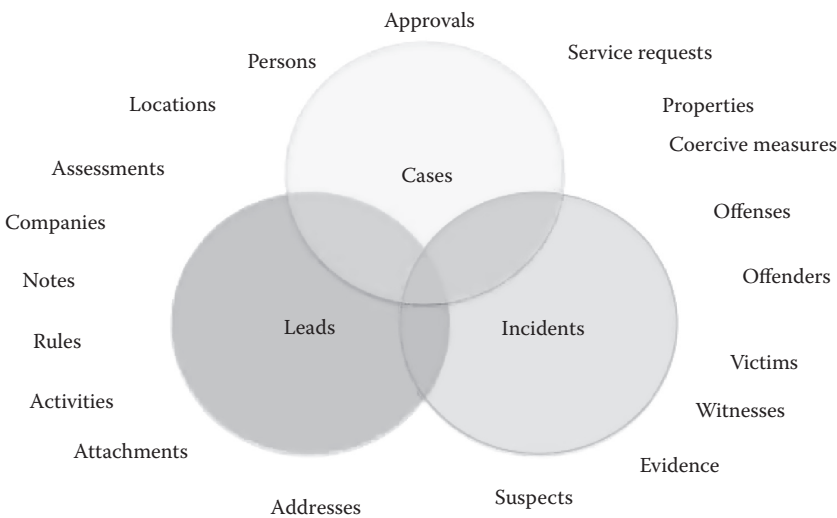 Approvals
Persons
Service requests
Locations
Properties
Coercive measures
Assessments
Cases
Companies
Offenses
Notes
Offenders
Leads
Incidents
Rules
Victims
Activities
Witnesses
Attachments
Evidence
Addresses
Suspects